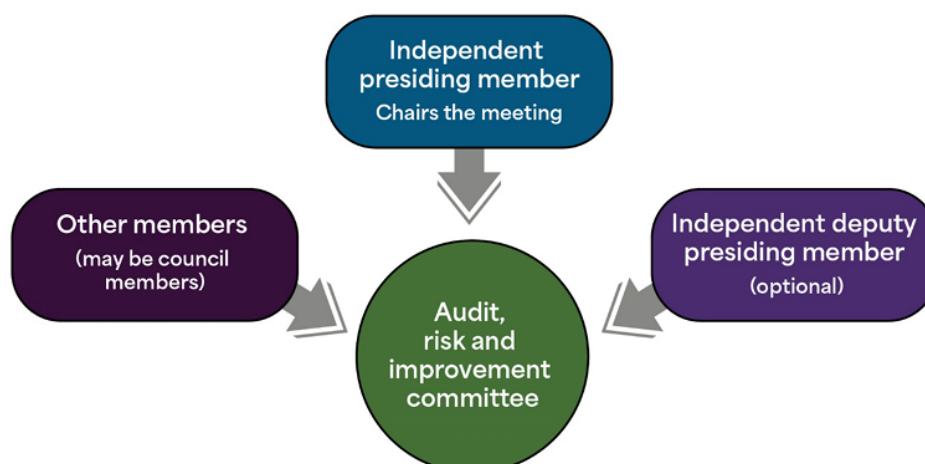 Independent
presiding member
Chairs the meeting
Other members
(may be council
members)
Independent deputy
presiding member
(optional)
Audit,
risk and
improvement
committee